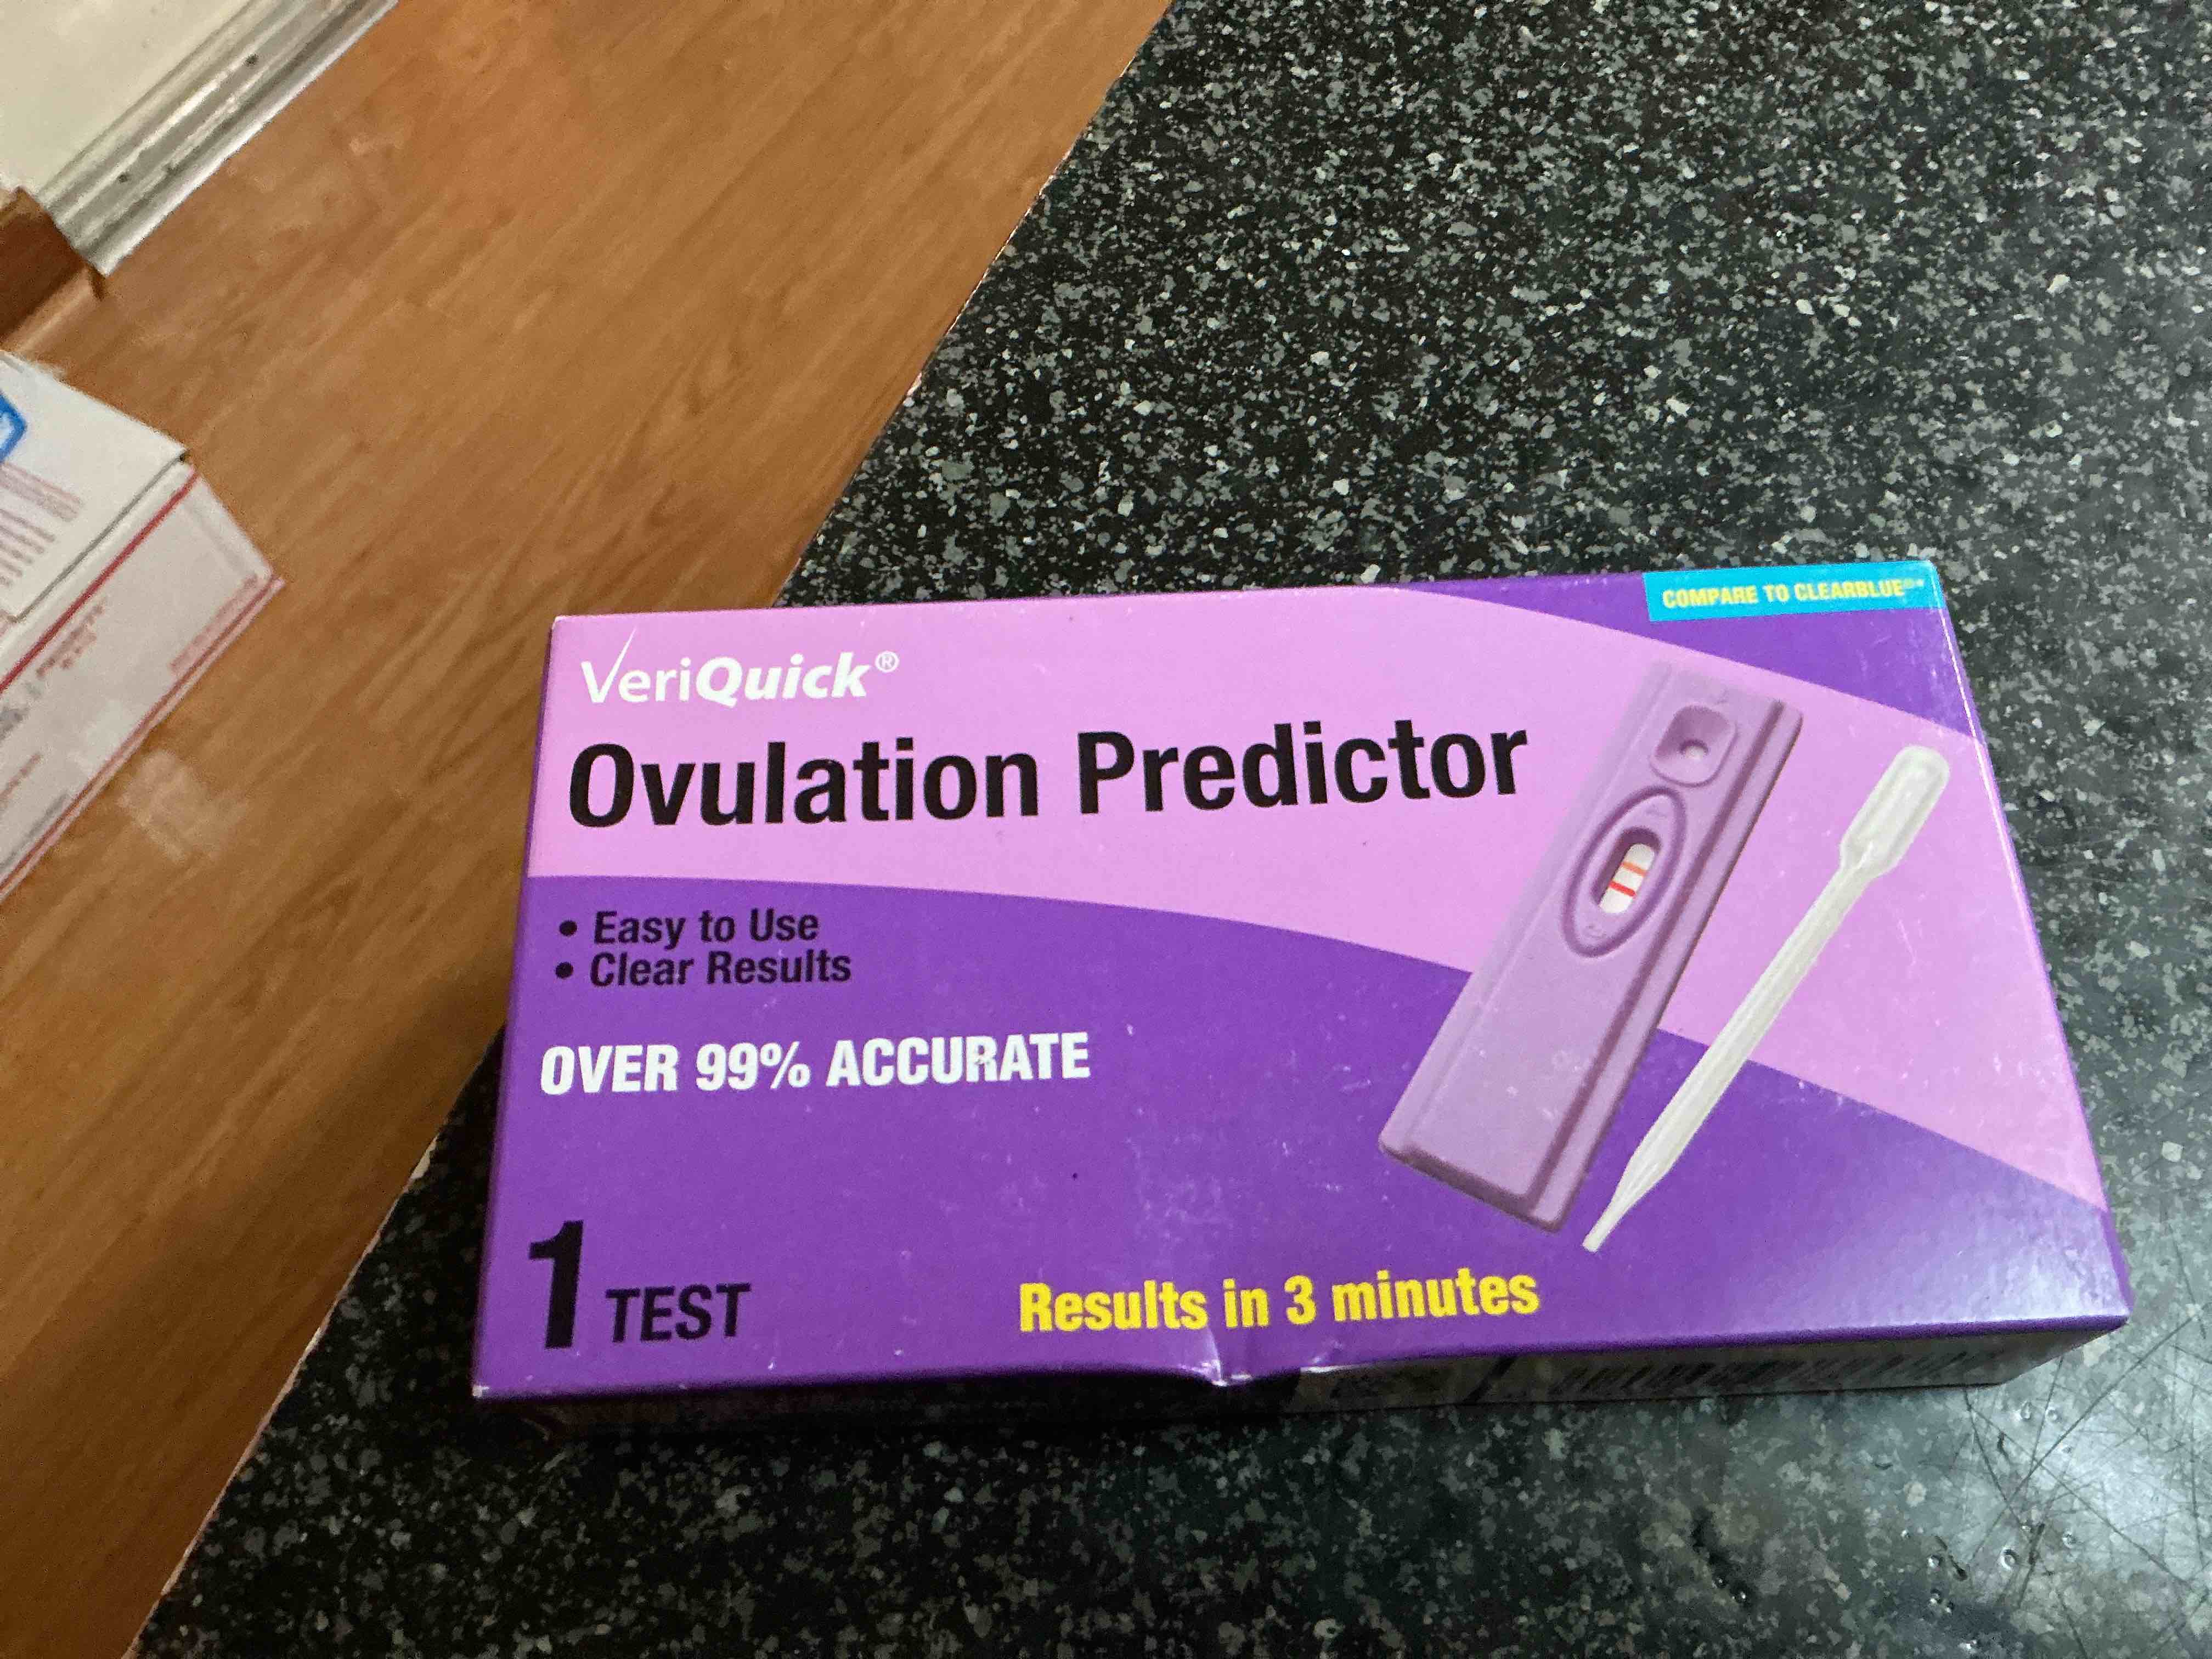 COMPARE TO CLEARBLUE®*
VeriQuick®
Ovulation Predictor
• Easy to Use
• Clear Results
OVER 99% ACCURATE
1 TEST
Results in 3 minutes